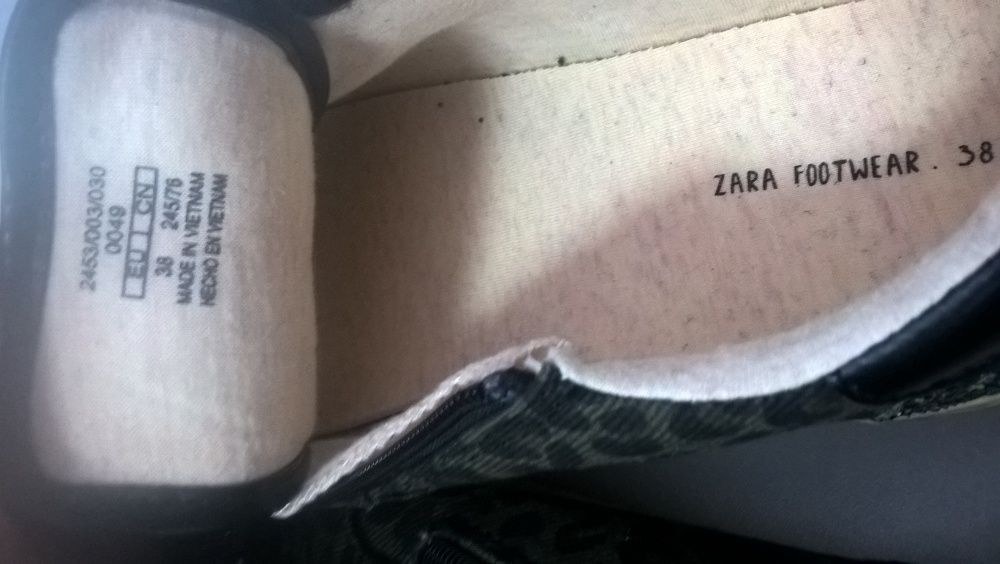 2453/003/030
0049
EU CN
38 245/76
MADE IN VIETNAM
HECHO EN VIETNAM
ZARA FOOTWEAR . 38